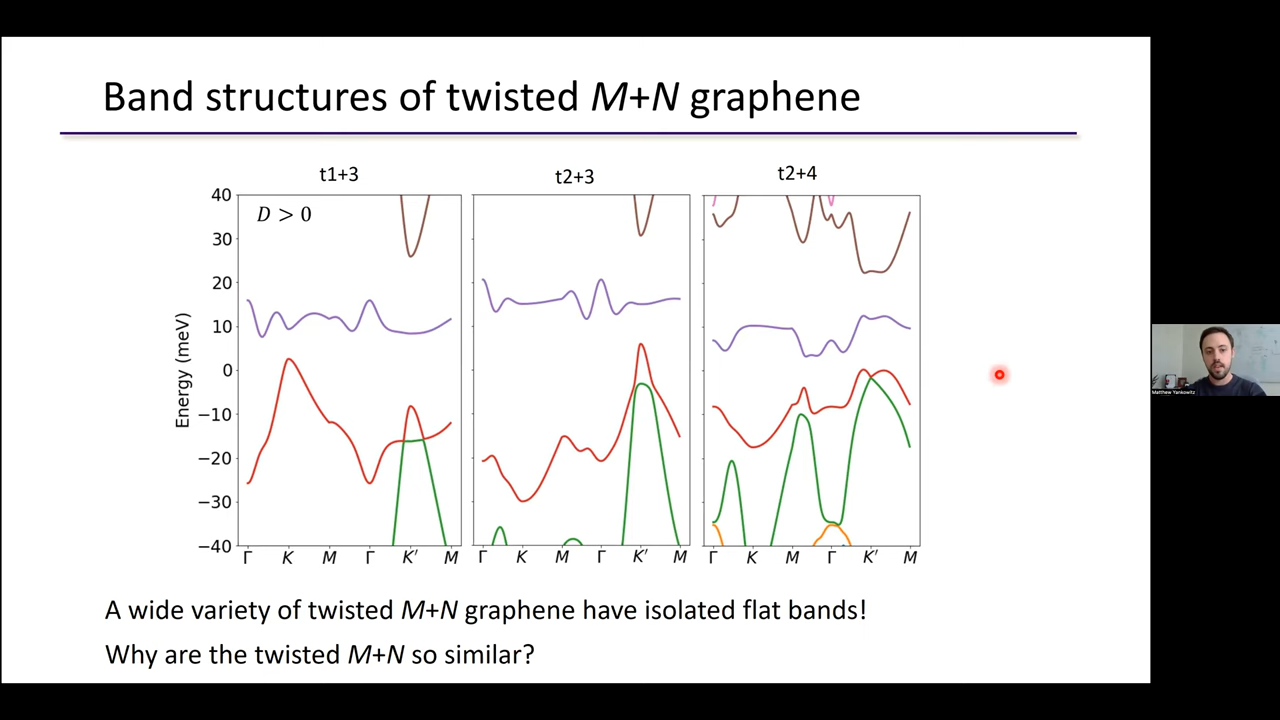 Band structures of twisted M+N graphene
t1+3
t2+3
t2+4
D > 0
Energy (meV)
40
30
20
10
0
−10
−20
−30
−40
Γ K M Γ K′ M
Γ K M Γ K′ M
Γ K M Γ K′ M
A wide variety of twisted M+N graphene have isolated flat bands!
Why are the twisted M+N so similar?
Matthew Yankowitz